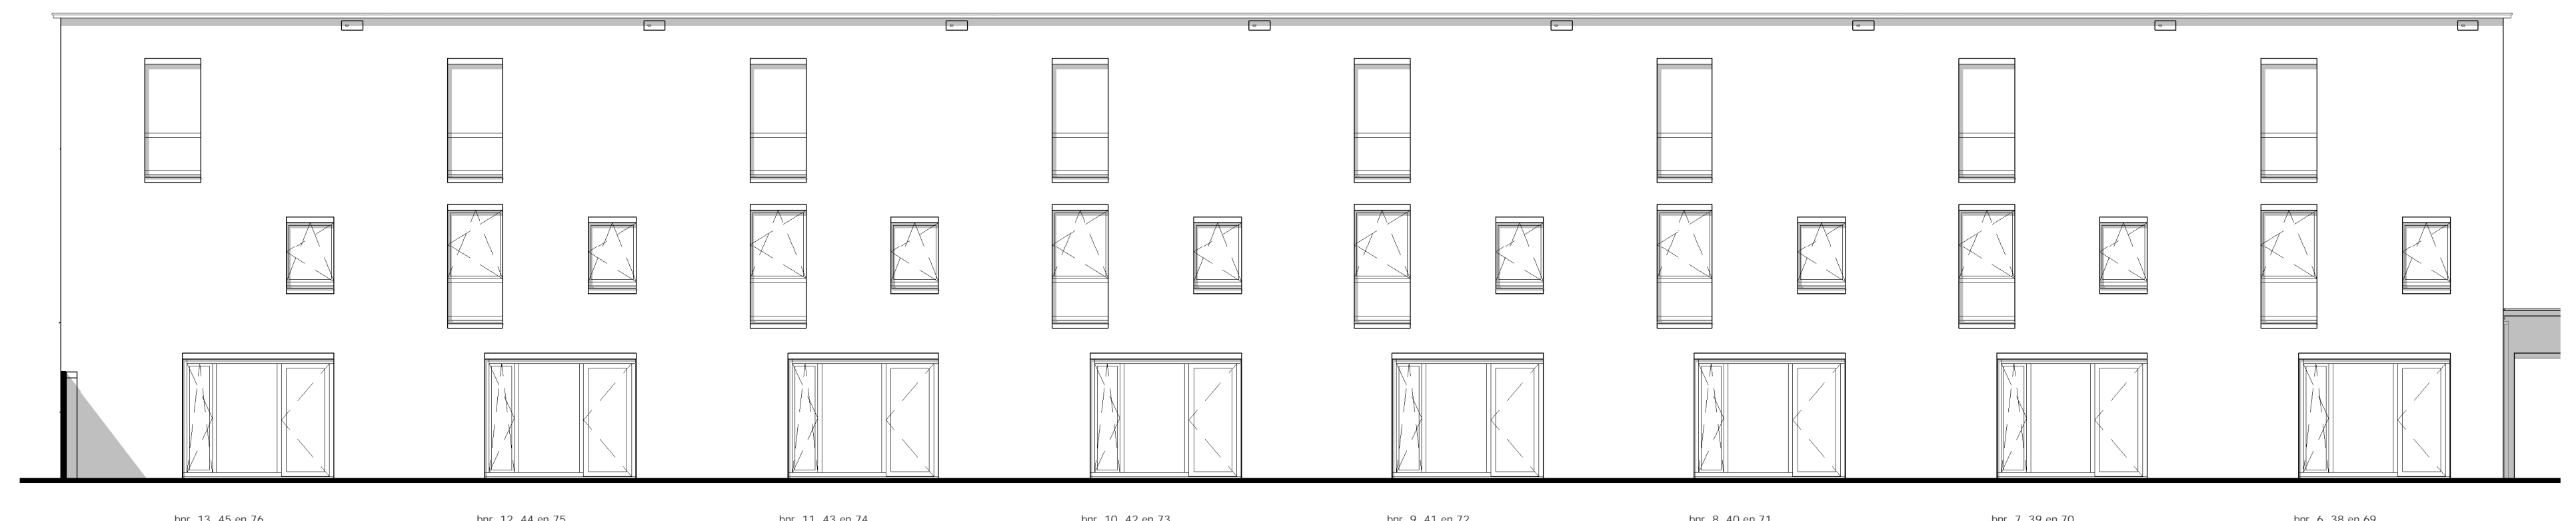 bnr. 13, 45 en 76
bnr. 12, 44 en 75
bnr. 11, 43 en 74
bnr. 10, 42 en 73
bnr. 9, 41 en 72
bnr. 8, 40 en 71
bnr. 7, 39 en 70
bnr. 6, 38 en 69